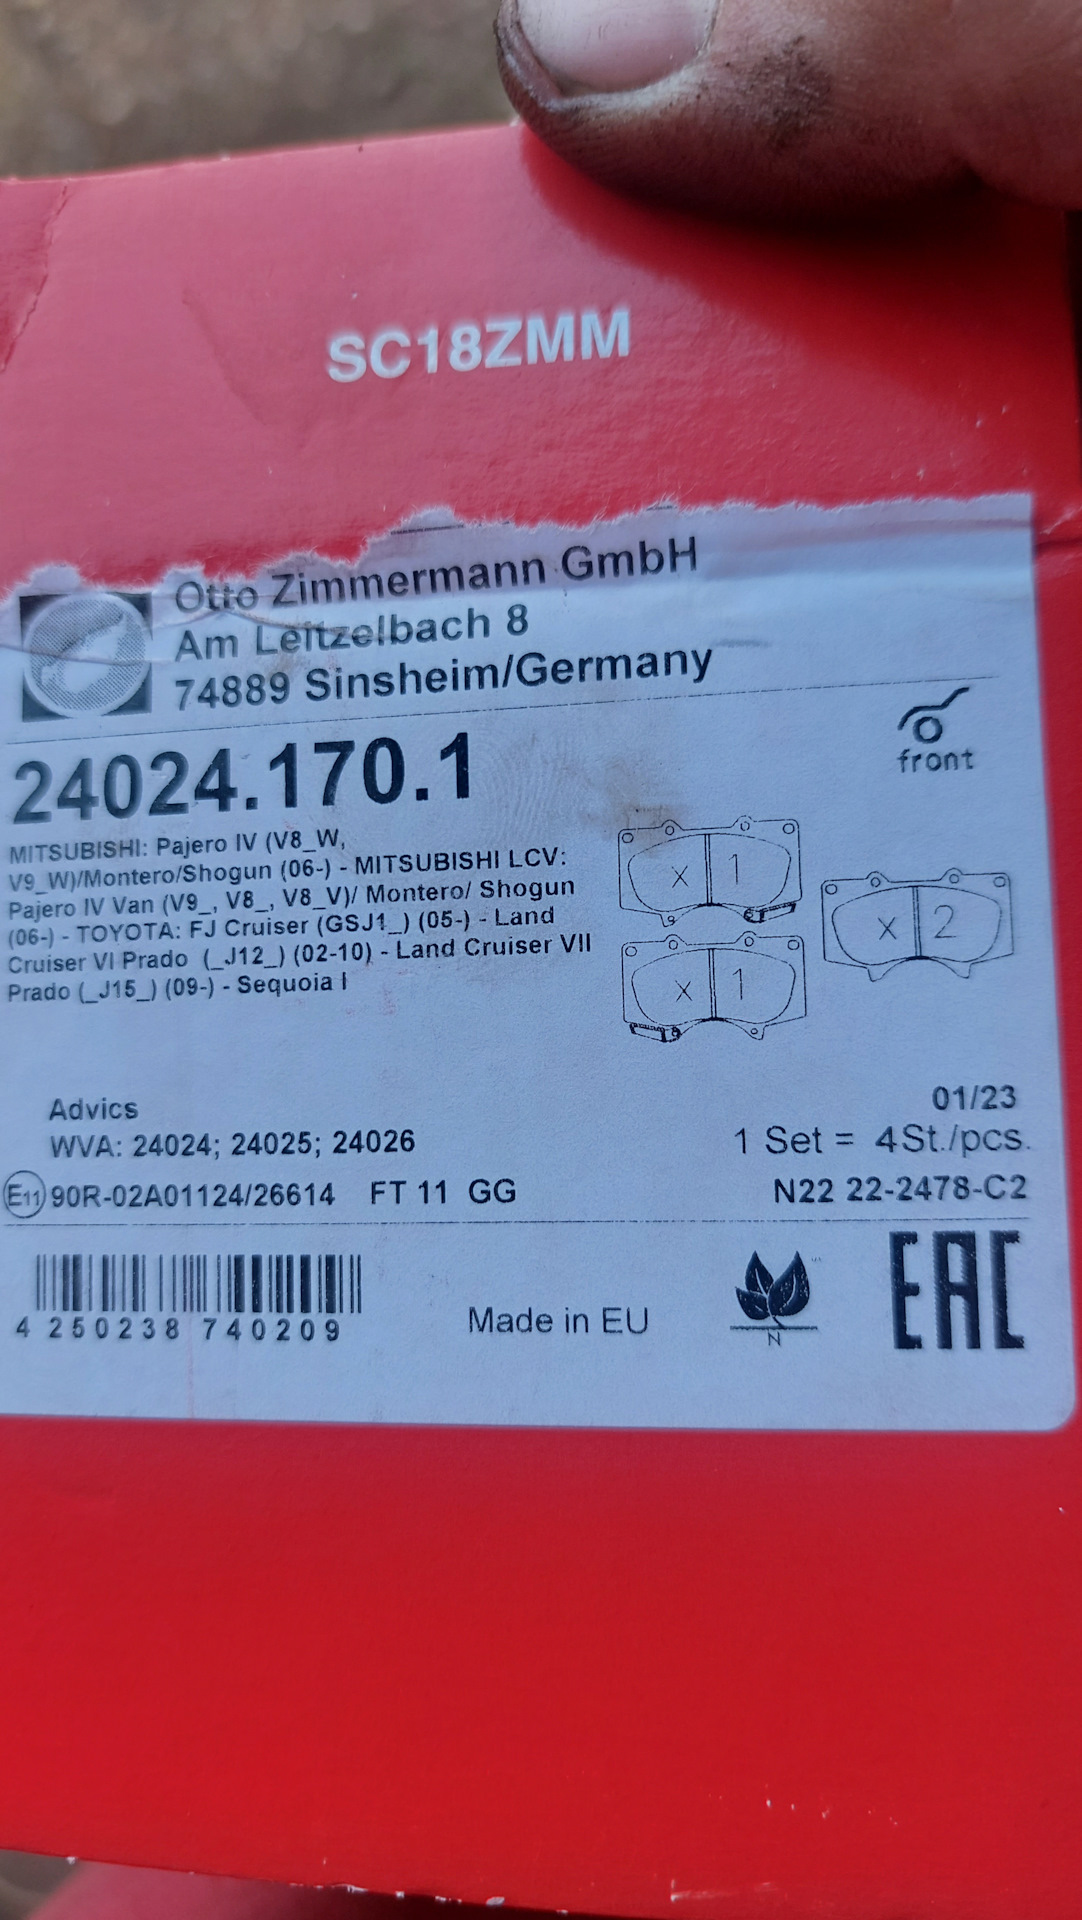 SC18ZMM
Otto Zimmermann GmbH
Am Leitzelbach 8
74889 Sinsheim/Germany
front
24024.170.1
MITSUBISHI: Pajero IV (V8_W,
V9_W)/Montero/Shogun (06-) - MITSUBISHI LCV:
Pajero IV Van (V9_, V8_, V8_V)/ Montero/ Shogun
(06-) - TOYOTA: FJ Cruiser (GSJ1_) (05-) - Land
Cruiser VI Prado (_J12_) (02-10) - Land Cruiser VII
Prado (_J15_) (09-) - Sequoia I
x 1
x 2
x 1
Advics
01/23
WVA: 24024; 24025; 24026
1 Set = 4St./pcs.
E11 90R-02A01124/26614 FT 11 GG
N22 22-2478-C2
4 250238 740209
Made in EU
N
EAC